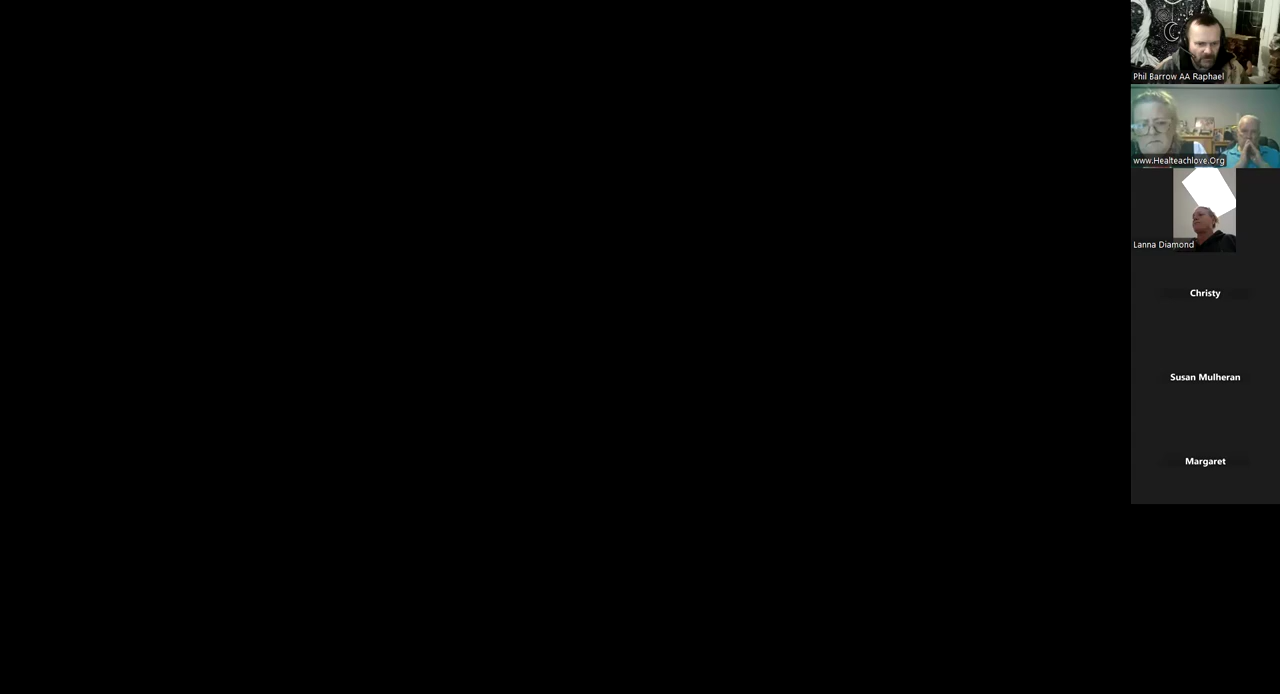 Phil Barrow AA Raphael
www.Healteachlove.Org
Lanna Diamond
Christy
Susan Mulheran
Margaret